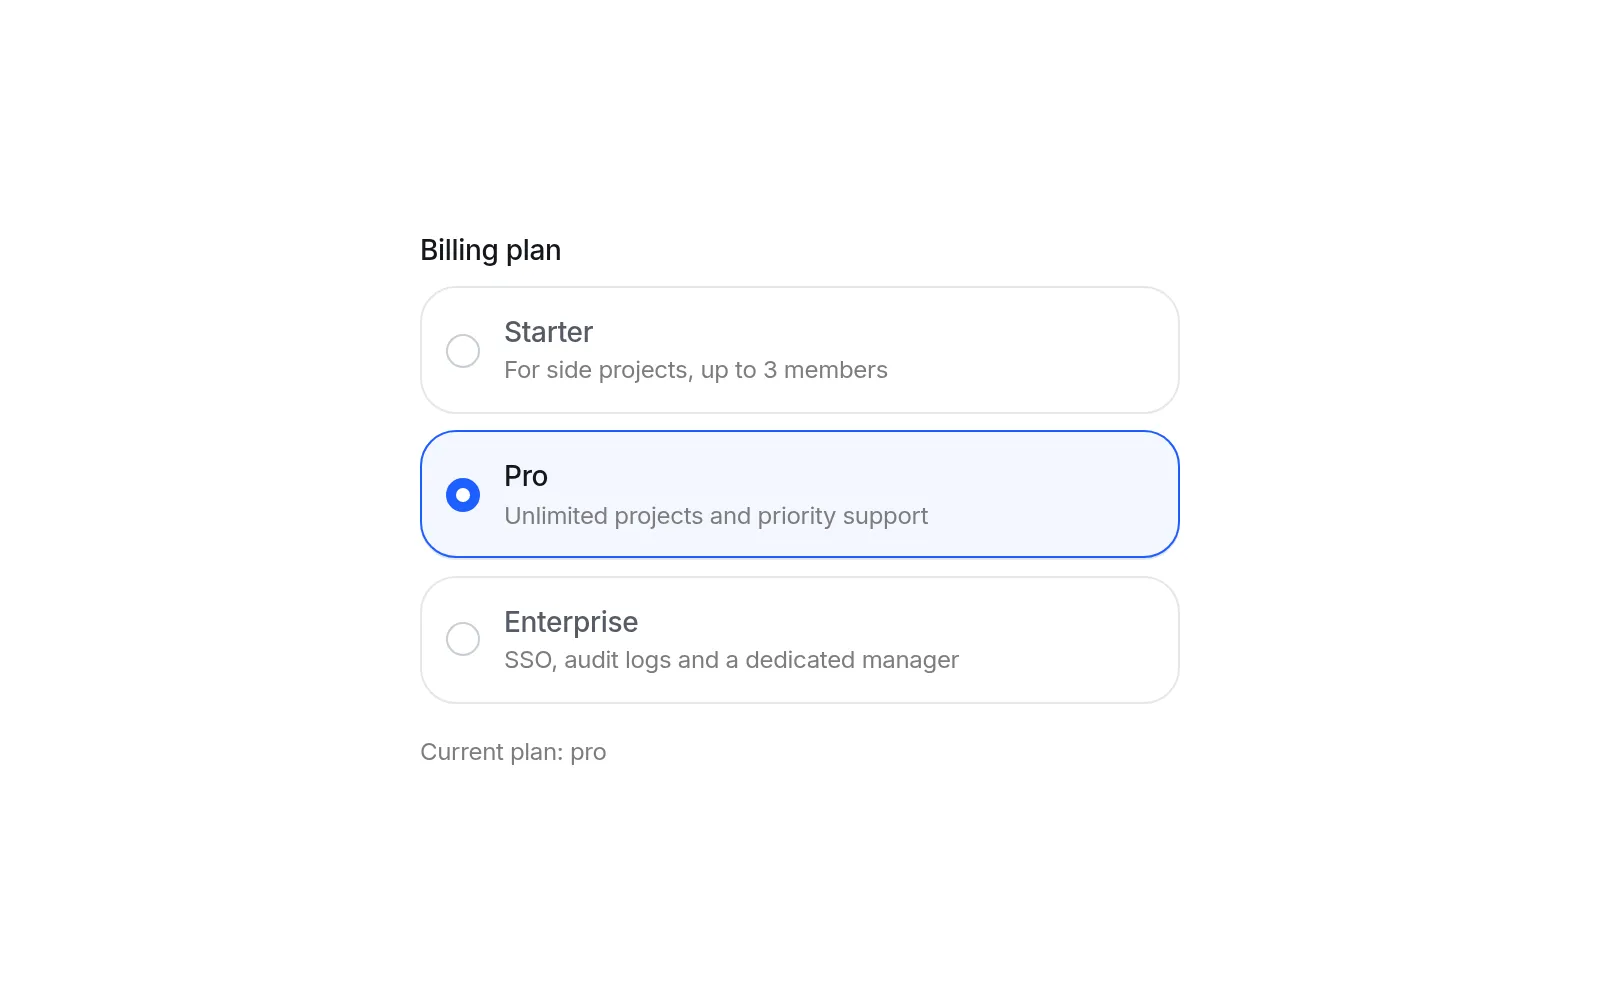 Billing plan
Starter
For side projects, up to 3 members
Pro
Unlimited projects and priority support
Enterprise
SSO, audit logs and a dedicated manager
Current plan: pro